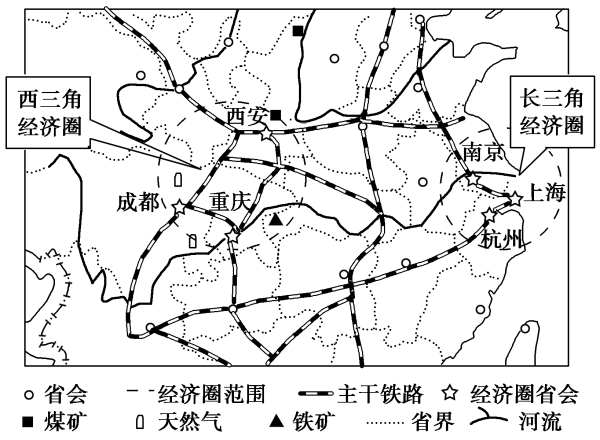 西三角
经济圈
长三角
经济圈
西安
南京
上海
成都
重庆
杭州
省会
经济圈范围
主干铁路
经济圈省会
煤矿
天然气
铁矿
省界
河流